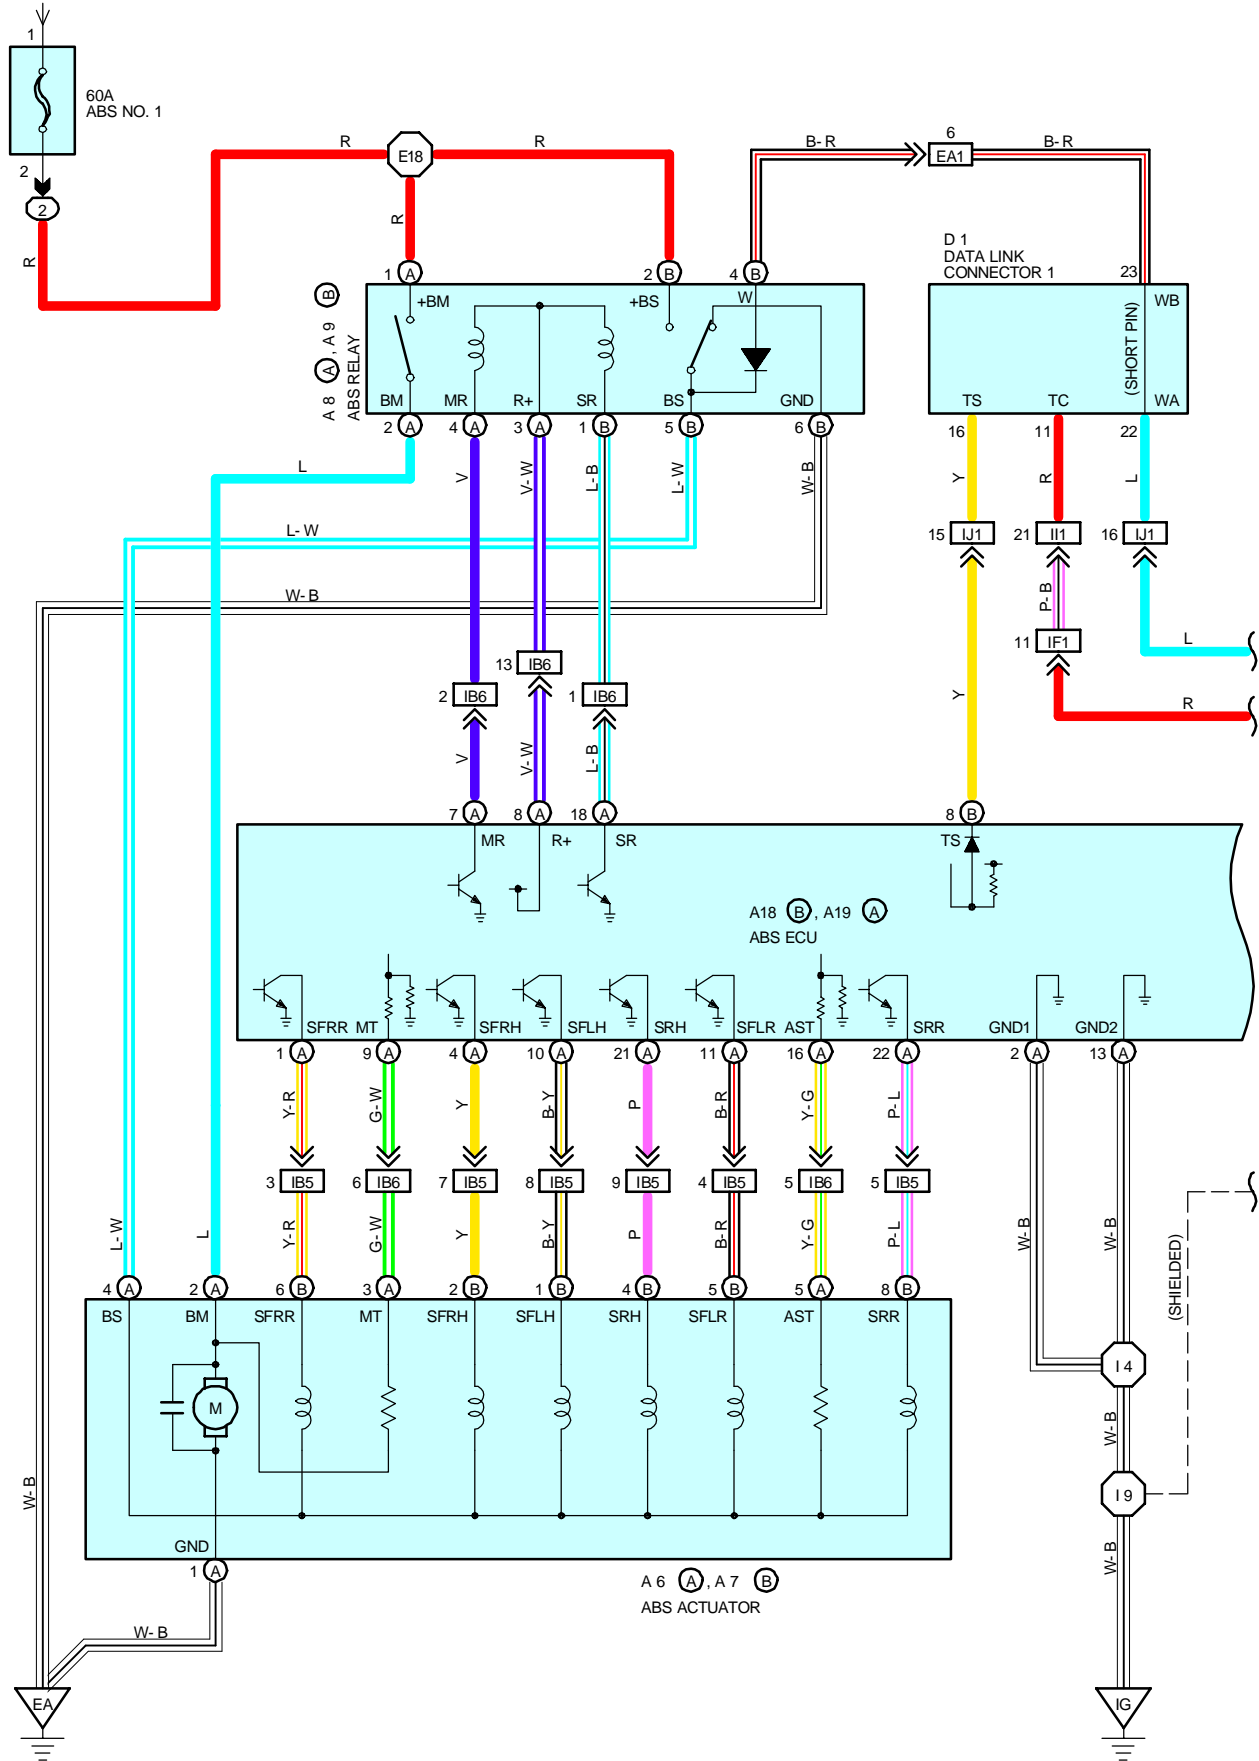 1
60A
ABS NO. 1
2
2
R
R
E18
R
R
B- R
6
EA1
B- R
D 1
DATA LINK
CONNECTOR 1
23
1 A
2 B
4 B
A 8 A , A 9 B
ABS RELAY
+BM
+BS
W
WB
(SHORT PIN)
BM
MR
R+
SR
BS
GND
TS
TC
WA
2 A
4 A
3 A
1 B
5 B
6 B
16
11
22
L
V
V- W
L- B
L- W
W- B
Y
R
L
L- W
15 IJ1
21 II1
16 IJ1
W- B
P- B
11 IF1
L
13 IB6
2 IB6
1 IB6
Y
R
V
V- W
L- B
7 A
8 A
18 A
8 B
MR
R+
SR
TS
A18 B , A19 A
ABS ECU
SFRR
MT
SFRH
SFLH
SRH
SFLR
AST
SRR
GND1
GND2
1 A
9 A
4 A
10 A
21 A
11 A
16 A
22 A
2 A
13 A
Y- R
G- W
Y
B- Y
P
B- R
Y- G
P- L
3 IB5
6 IB6
7 IB5
8 IB5
9 IB5
4 IB5
5 IB6
5 IB5
L- W
L
Y- R
G- W
Y
B- Y
P
B- R
Y- G
P- L
W- B
W- B
(SHIELDED)
4 A
2 A
6 B
3 A
2 B
1 B
4 B
5 B
5 A
8 B
BS
BM
SFRR
MT
SFRH
SFLH
SRH
SFLR
AST
SRR
I 4
M
W- B
W- B
I 9
GND
1 A
W- B
A 6 A , A 7 B
ABS ACTUATOR
W- B
EA
IG